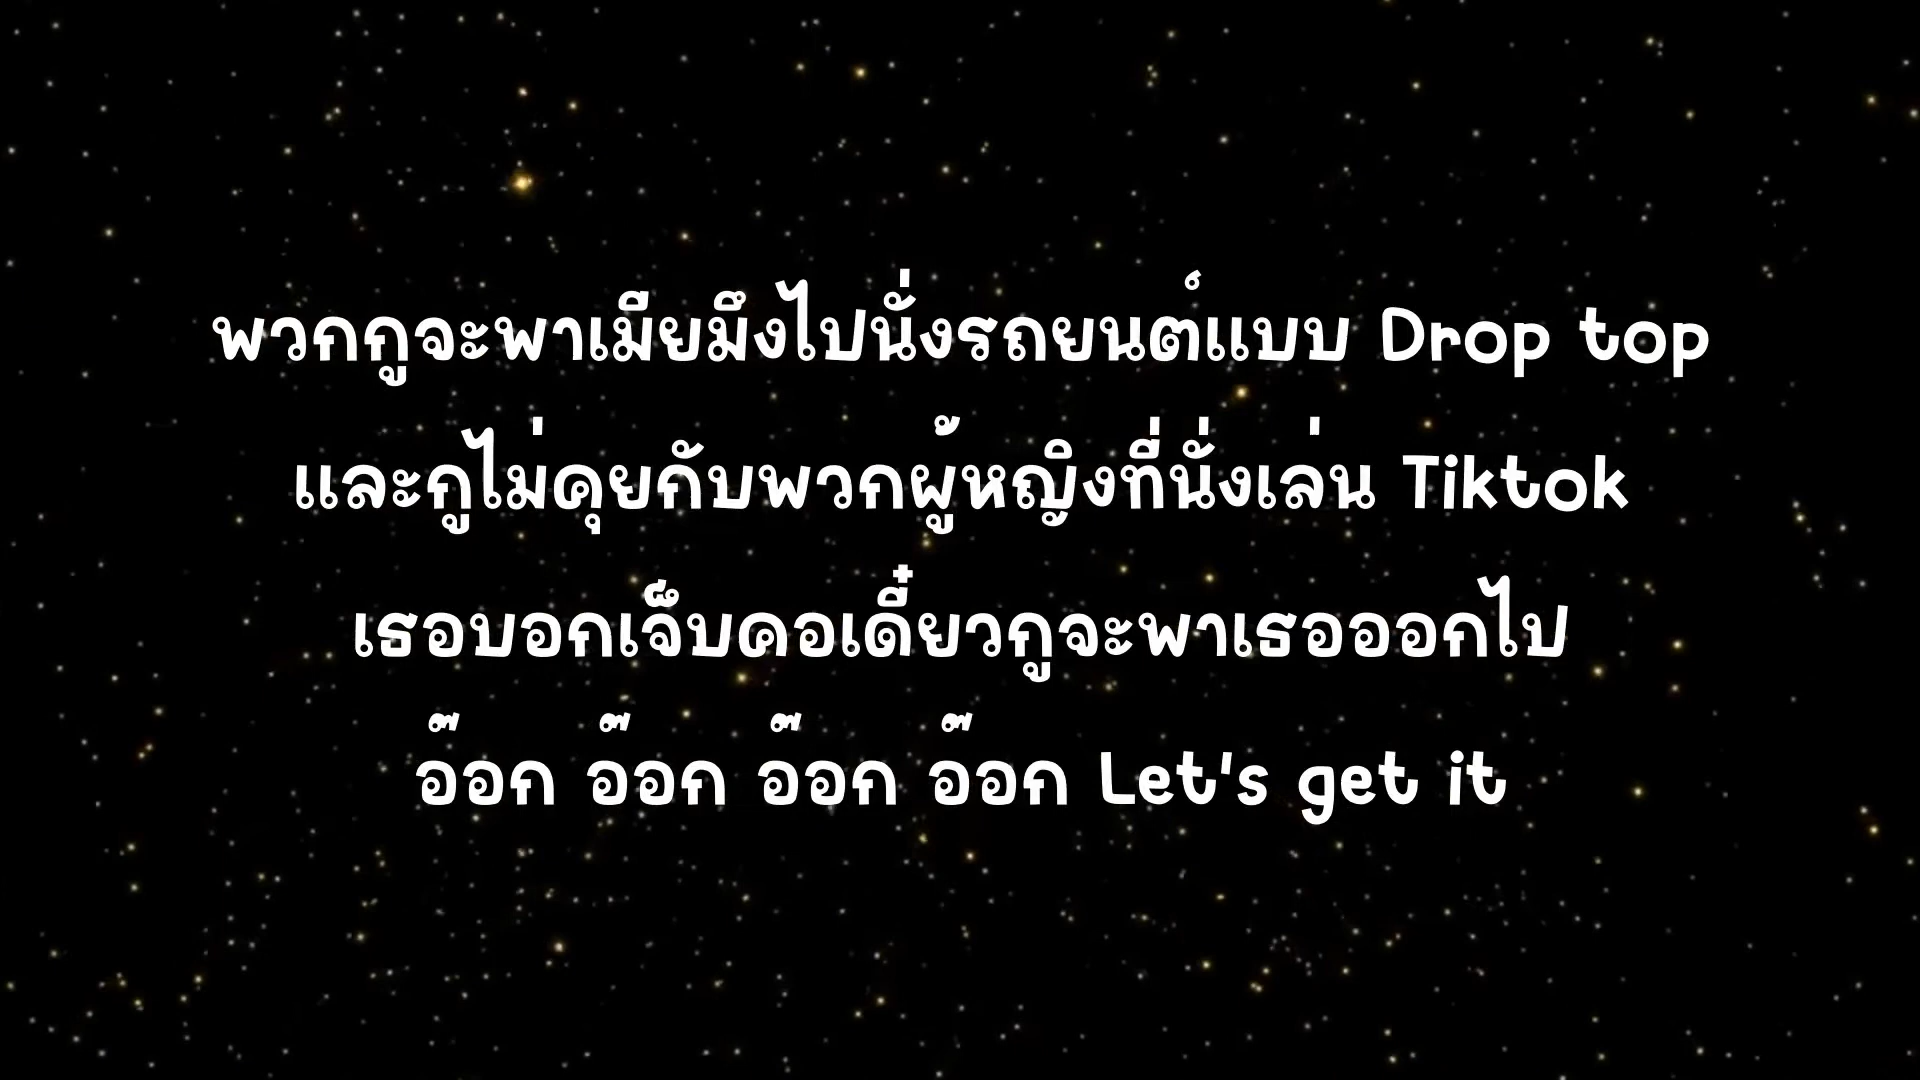 พวกกูจะพาเมียมึงไปนั่งรถยนต์แบบ Drop top
และกูไม่คุยกับพวกผู้หญิงที่นั่งเล่น Tiktok
เธอบอกเจ็บคอเดี๋ยวกูจะพาเธอออกไป
อ๊อก อ๊อก อ๊อก อ๊อก Let's get it